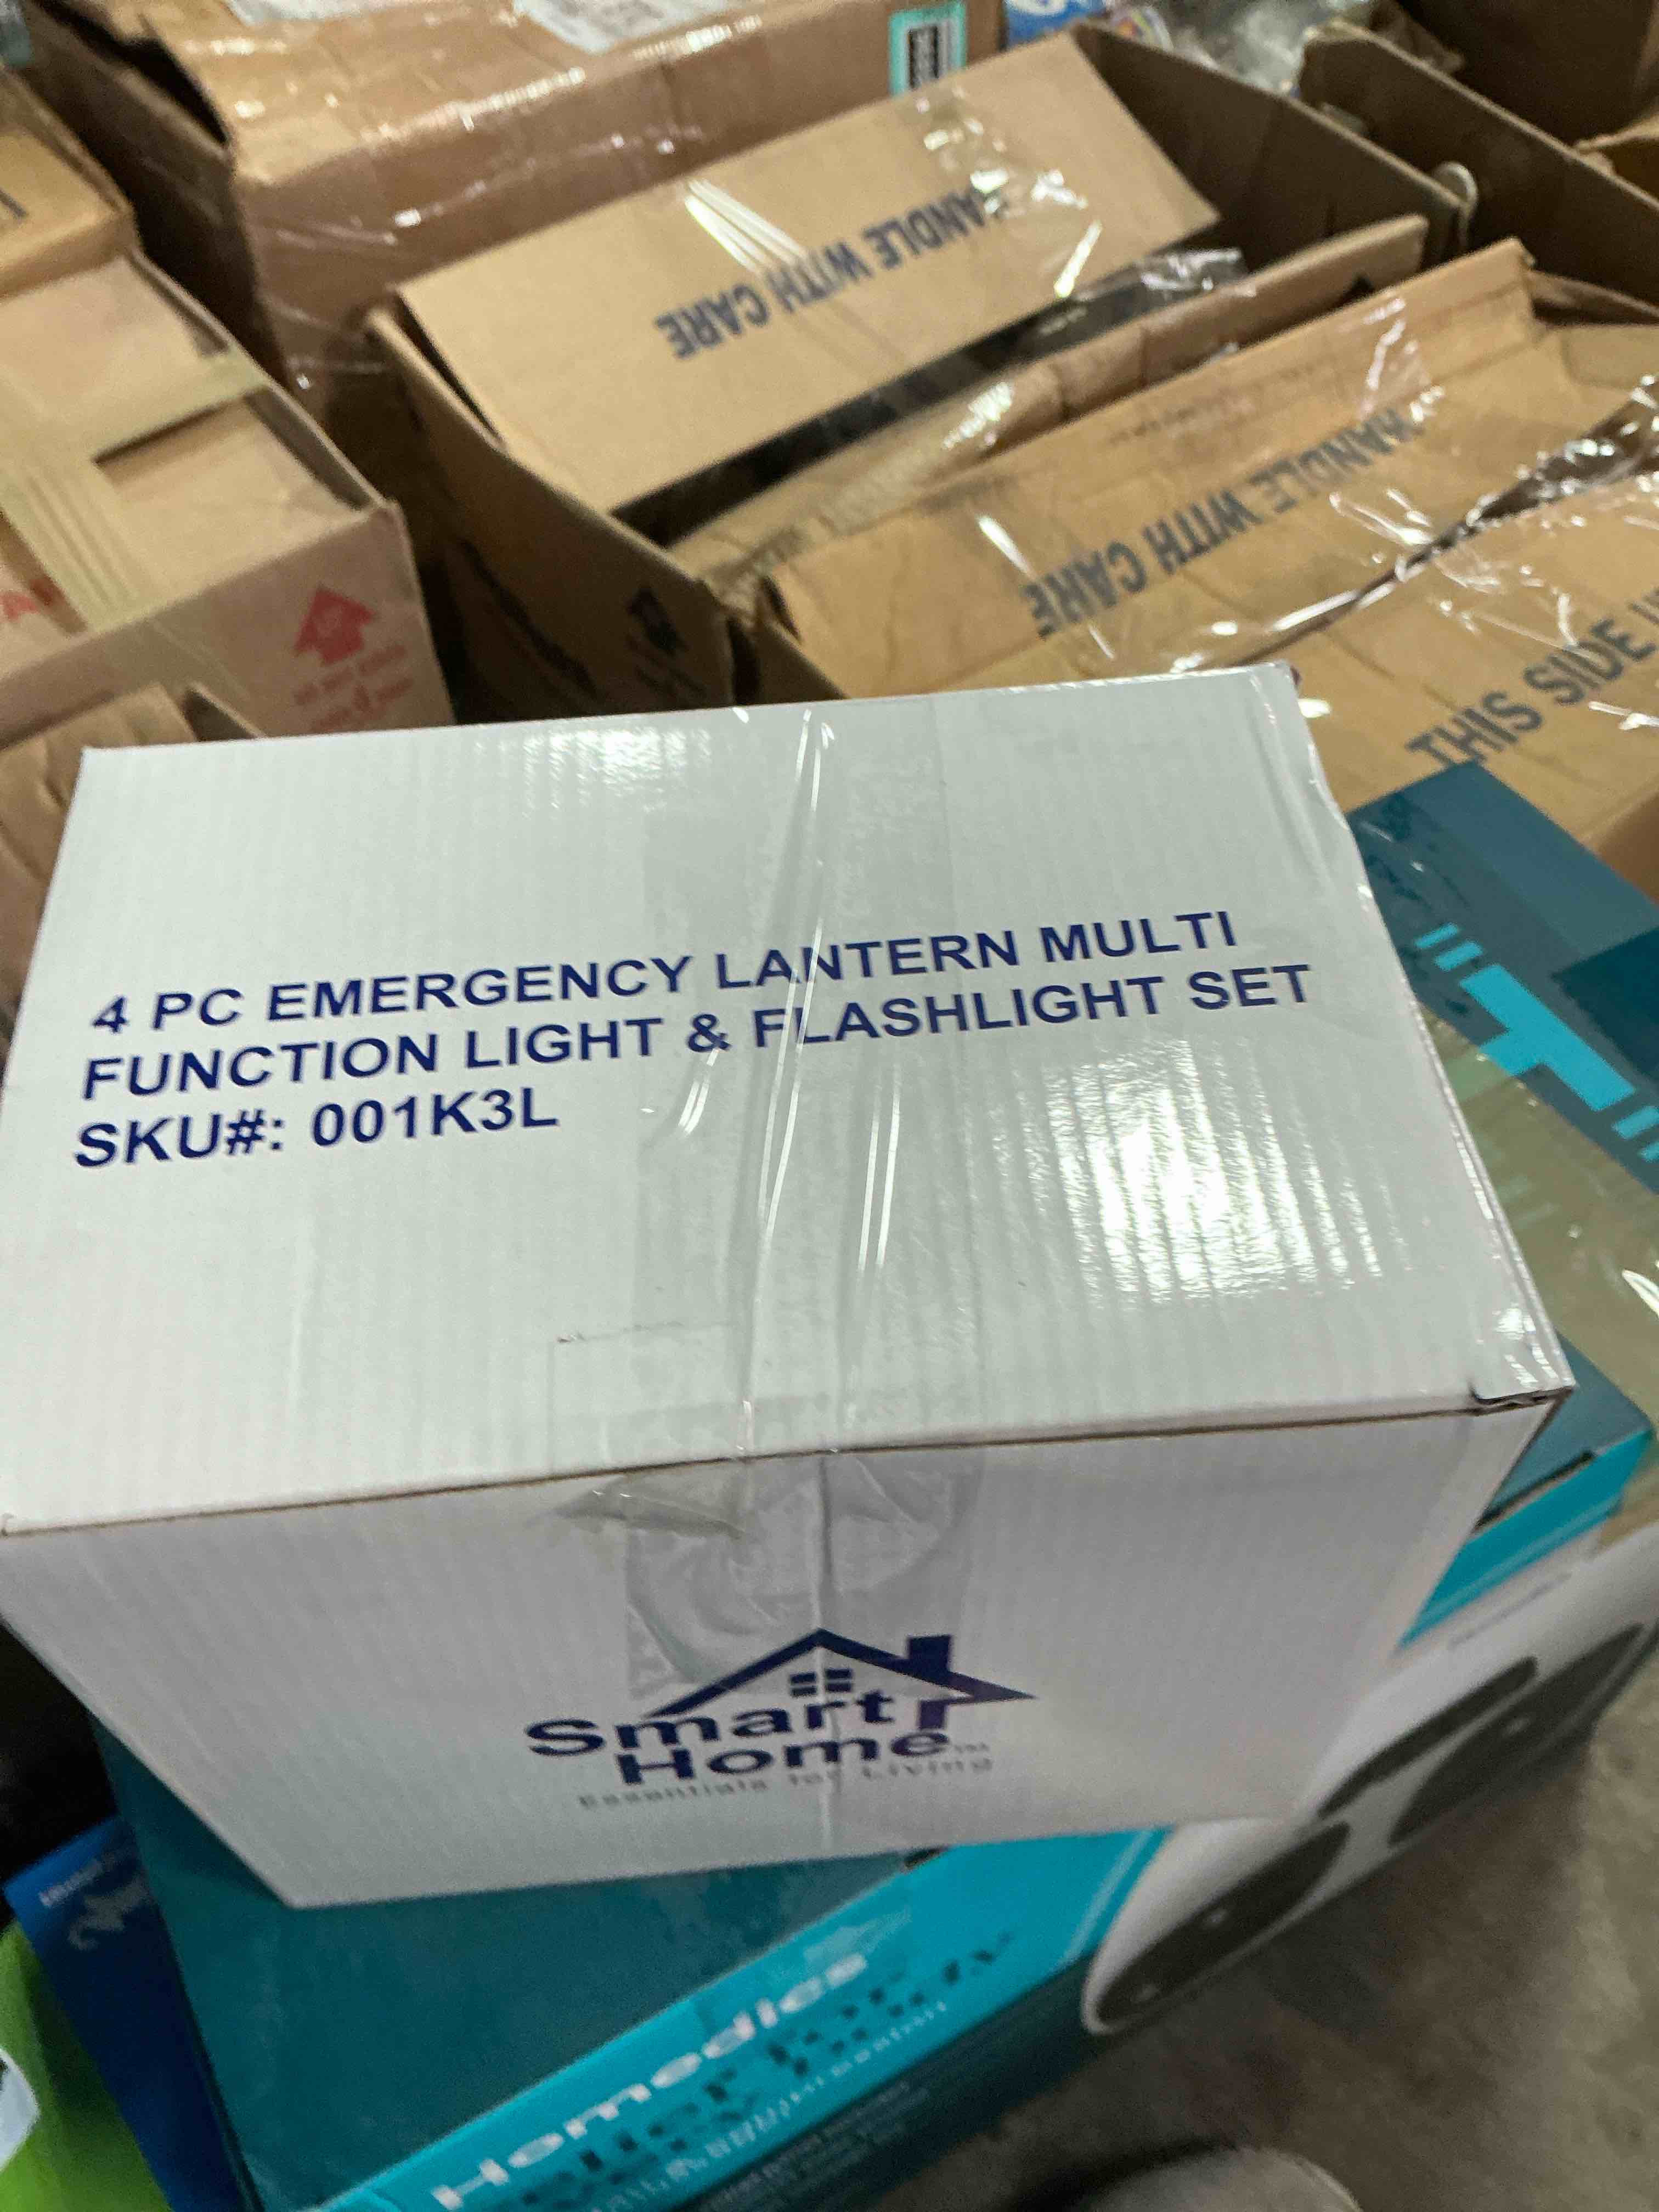 HANDLE WITH CARE
HANDLE WITH CARE
THIS SIDE
4 PC EMERGENCY LANTERN MULTI
FUNCTION LIGHT & FLASHLIGHT SET
SKU#: 001K3L
Smart
Home™
Essentials for Living
Homedics